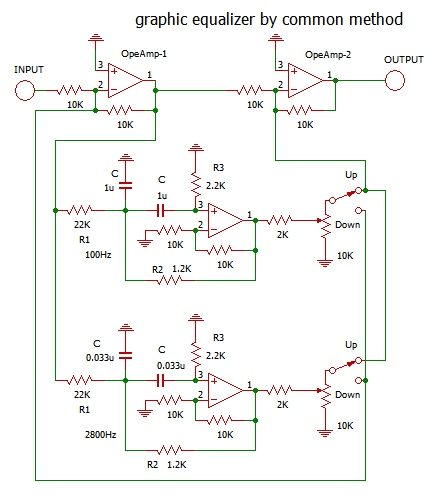 graphic equalizer by common method
OpeAmp-1
OpeAmp-2
INPUT
OUTPUT
3
+
1
2
-
3
+
1
2
-
10K
10K
10K
10K
C
1u
C
1u
R3
2.2K
3
+
1
2
-
Up
22K
R1
100Hz
10K
10K
2K
Down
10K
R2 1.2K
C
0.033u
C
0.033u
R3
2.2K
3
+
1
2
-
Up
22K
R1
2800Hz
10K
10K
2K
Down
10K
R2 1.2K